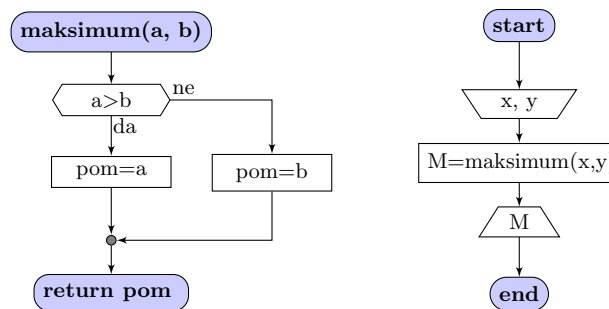 maksimum(a, b)
a>b
ne
da
pom=a
pom=b
return pom
start
x, y
M=maksimum(x,y
M
end